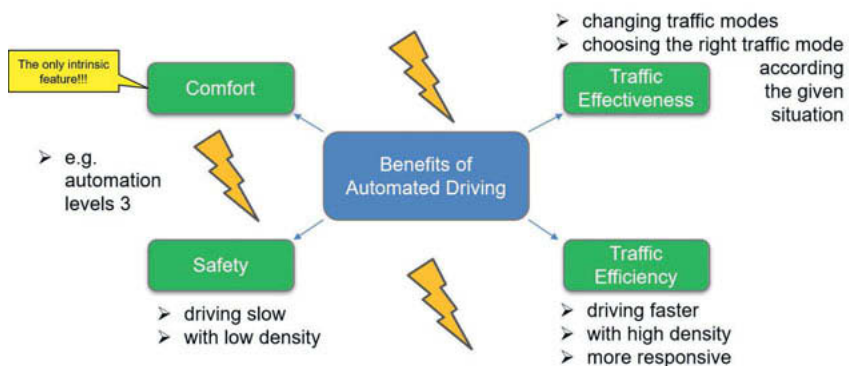 The only intrinsic
feature!!!
Comfort
➤ changing traffic modes
➤ choosing the right traffic mode
according
the given
situation
Traffic
Effectiveness
➤ e.g.
automation
levels 3
Benefits of
Automated Driving
Safety
➤ driving slow
➤ with low density
Traffic
Efficiency
➤ driving faster
➤ with high density
➤ more responsive